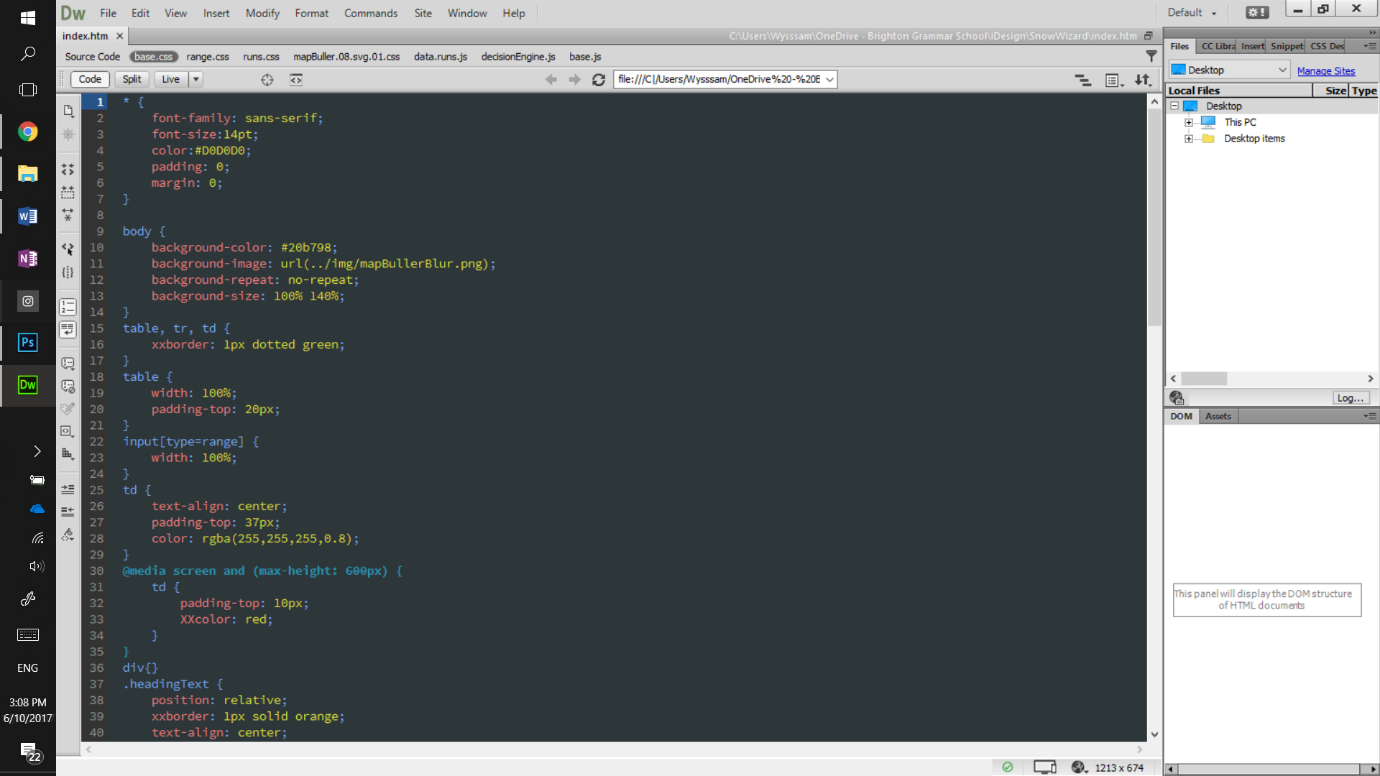 Dw File Edit View Insert Modify Format Commands Site Window Help
Default
index.htm
C:\Users\Wysssam\OneDrive - Brighton Grammar School\iDesign\SnowWizard\index.htm
Source Code base.css range.css runs.css mapBuller.08.svg.01.css data.runs.js decisionEngine.js base.js
Code Split Live
file:///C|/Users/Wysssam/OneDrive%20-%20B
1 * {
2 font-family: sans-serif;
3 font-size:14pt;
4 color:#D0D0D0;
5 padding: 0;
6 margin: 0;
7 }
8
9 body {
10 background-color: #20b798;
11 background-image: url(../img/mapBullerBlur.png);
12 background-repeat: no-repeat;
13 background-size: 100% 140%;
14 }
15 table, tr, td {
16 xxborder: 1px dotted green;
17 }
18 table {
19 width: 100%;
20 padding-top: 20px;
21 }
22 input[type=range] {
23 width: 100%;
24 }
25 td {
26 text-align: center;
27 padding-top: 37px;
28 color: rgba(255,255,255,0.8);
29 }
30 @media screen and (max-height: 600px) {
31 td {
32 padding-top: 10px;
33 XXcolor: red;
34 }
35 }
36 div{}
37 .headingText {
38 position: relative;
39 xxborder: 1px solid orange;
40 text-align: center;
1213 x 674
Files CC Libra Insert Snippet CSS Des
Desktop Manage Sites
Local Files Size Type
Desktop
This PC
Desktop items
Log...
DOM Assets
This panel will display the DOM structure
of HTML documents
Ps
Dw
ENG
3:08 PM
6/10/2017
22